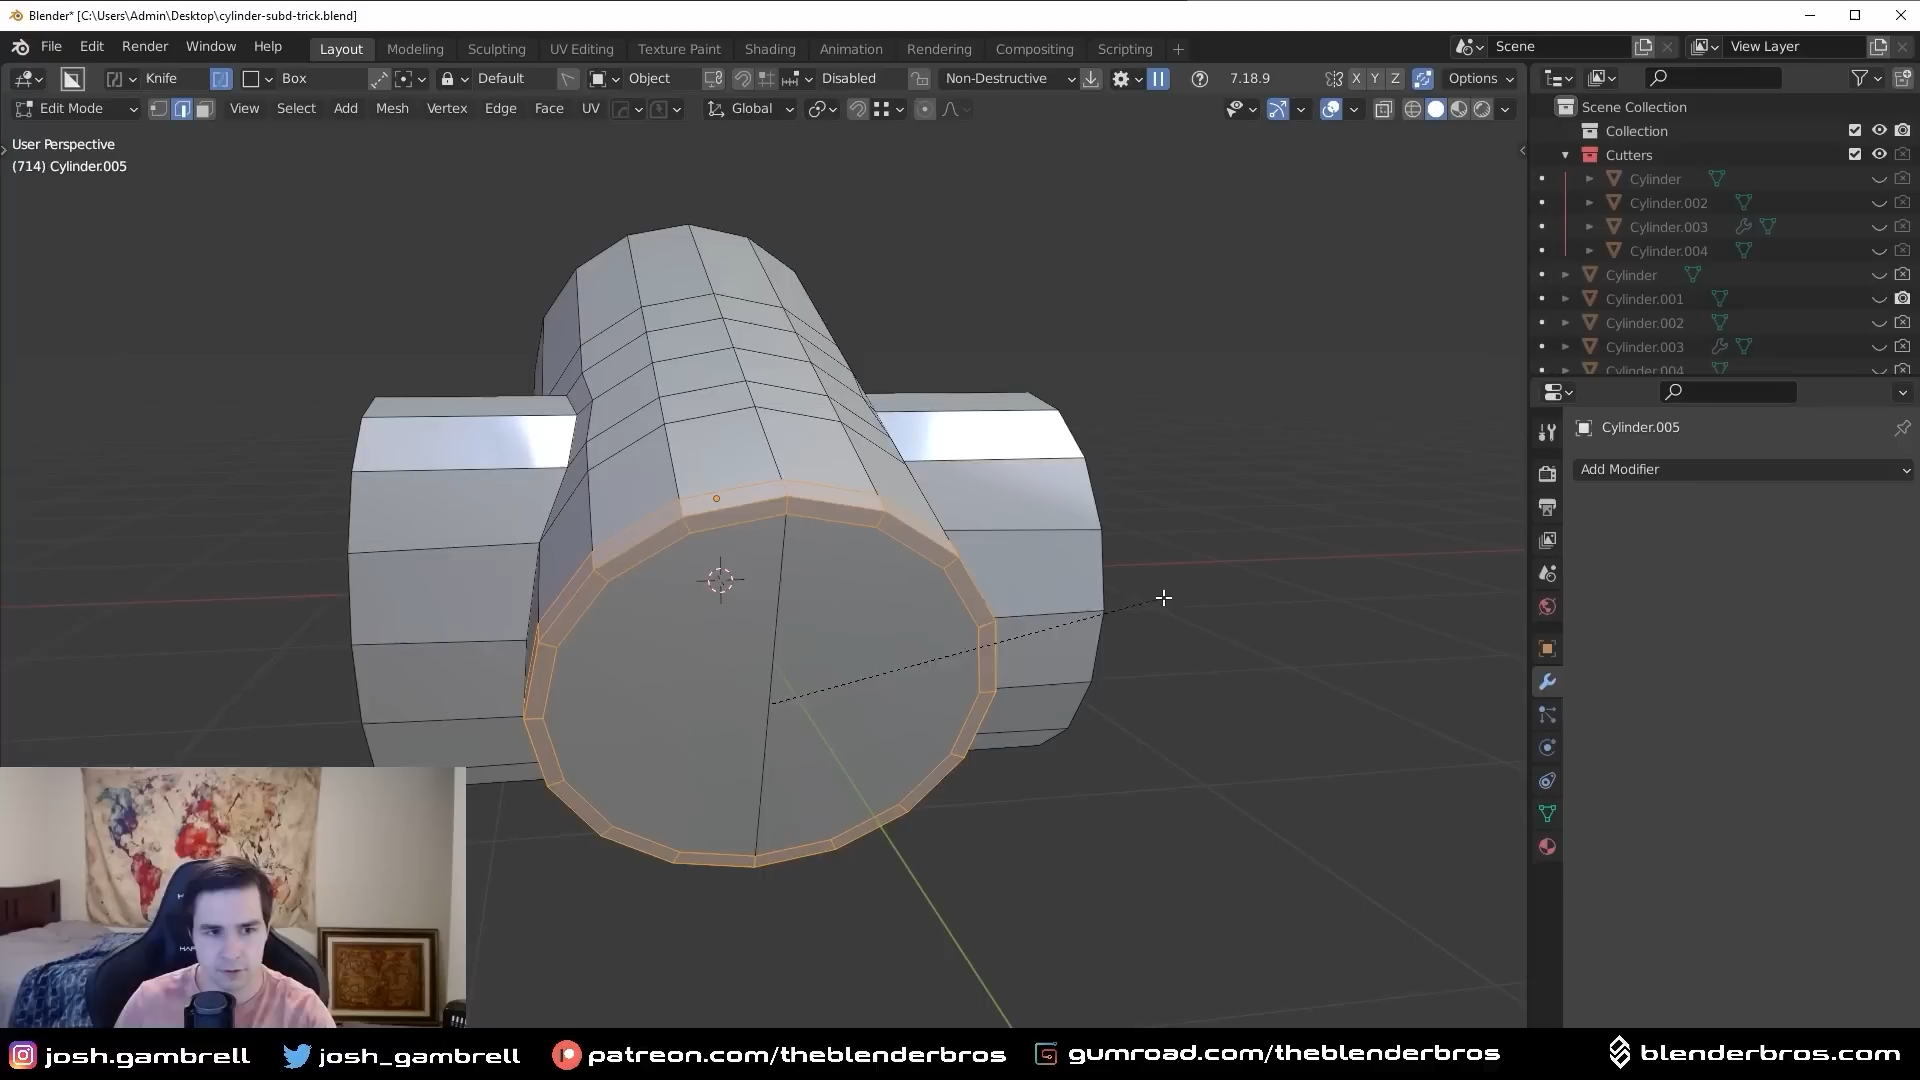 Blender* [C:\Users\Admin\Desktop\cylinder-subd-trick.blend]
File Edit Render Window Help Layout Modeling Sculpting UV Editing Texture Paint Shading Animation Rendering Compositing Scripting + Scene View Layer
Knife Box Default Object Disabled Non-Destructive 7.18.9 X Y Z Options
Edit Mode View Select Add Mesh Vertex Edge Face UV Global
Scene Collection
Collection
Cutters
Cylinder
Cylinder.002
Cylinder.003
Cylinder.004
Cylinder
Cylinder.001
Cylinder.002
Cylinder.003
Cylinder.004
User Perspective
(714) Cylinder.005
Cylinder.005
Add Modifier
josh.gambrell josh_gambrell patreon.com/theblenderbros gumroad.com/theblenderbros blenderbros.com